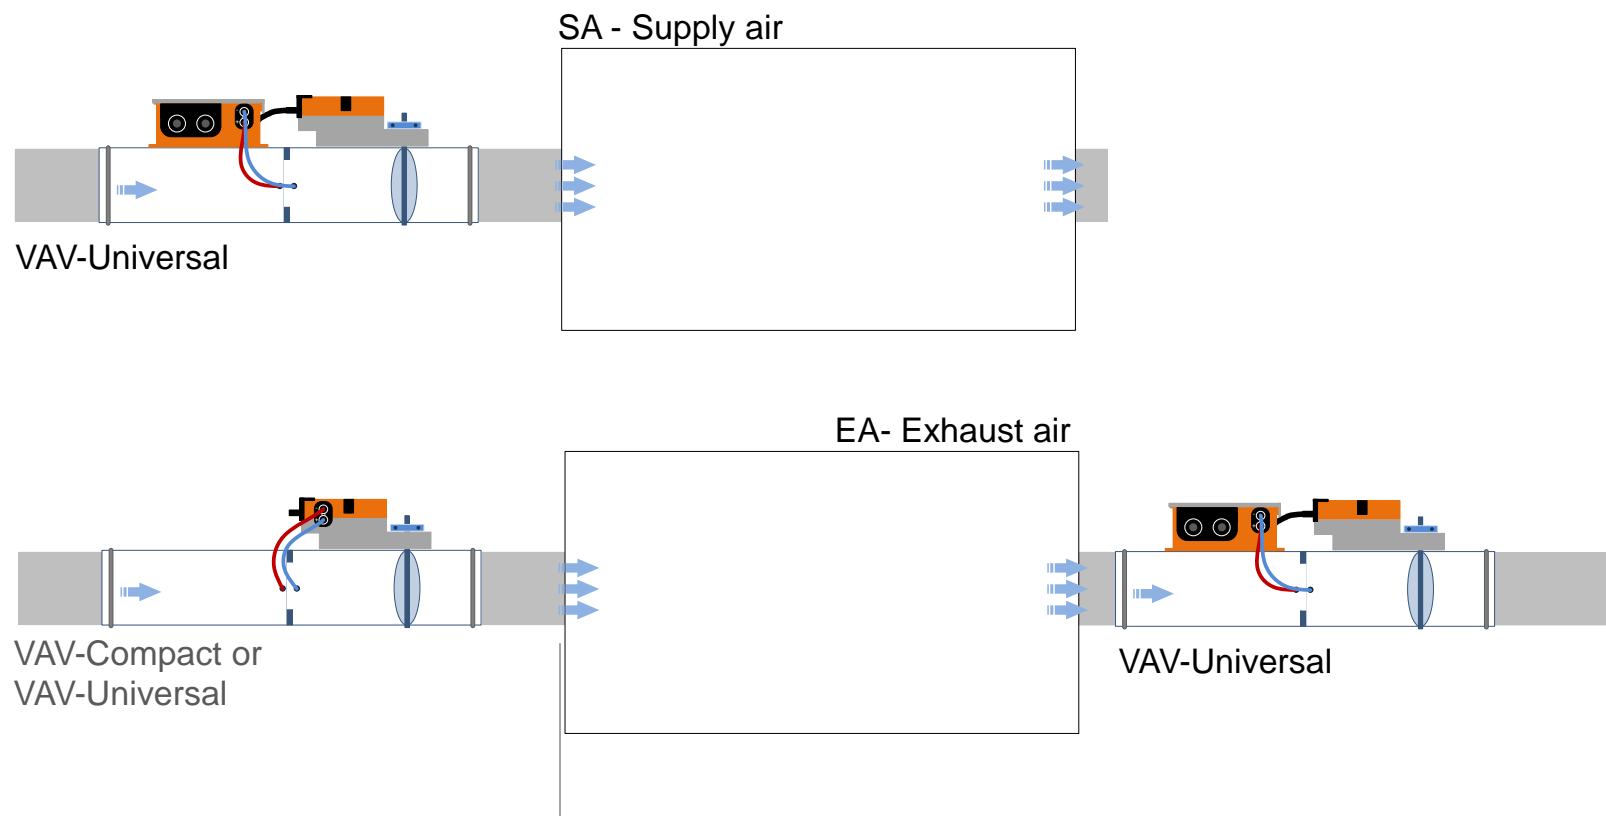 SA - Supply air
VAV-Universal
EA- Exhaust air
VAV-Compact or
VAV-Universal
VAV-Universal